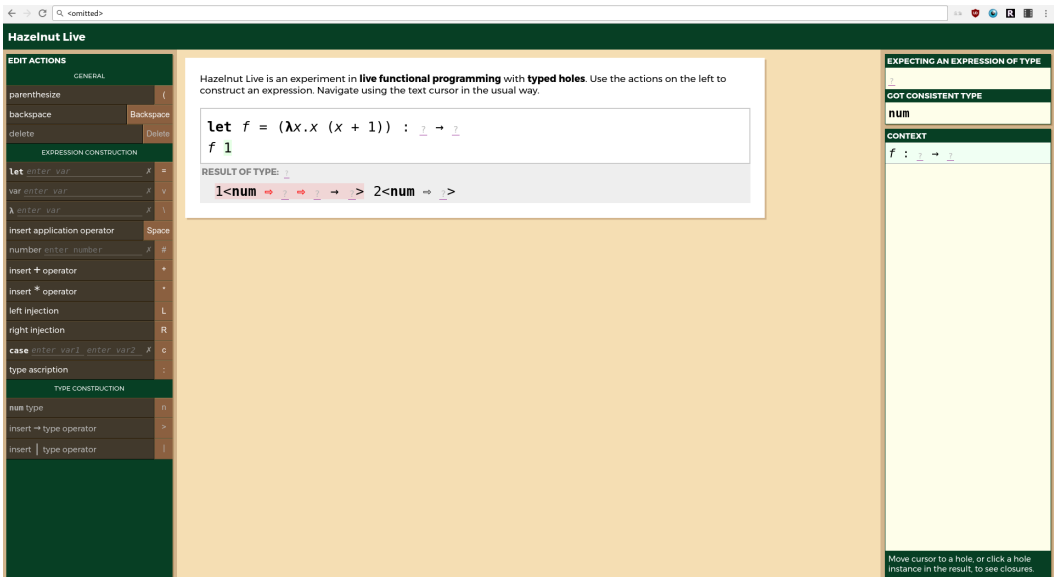 <omitted>
Hazelnut Live
EDIT ACTIONS
GENERAL
parenthesize (
backspace Backspace
delete Delete
EXPRESSION CONSTRUCTION
let enter var ✗ =
var enter var ✗ v
λ enter var ✗ \
insert application operator Space
number enter number ✗ #
insert + operator +
insert * operator *
left injection L
right injection R
case enter var1 enter var2 ✗ c
type ascription :
TYPE CONSTRUCTION
num type n
insert → type operator >
insert | type operator |
Hazelnut Live is an experiment in live functional programming with typed holes. Use the actions on the left to
construct an expression. Navigate using the text cursor in the usual way.
let f = (λx.x (x + 1)) : ? → ?
f 1
RESULT OF TYPE: ?
1<num ⇨ ? ⇨ ? → ?> 2<num ⇨ ?>
EXPECTING AN EXPRESSION OF TYPE
?
GOT CONSISTENT TYPE
num
CONTEXT
f : ? → ?
Move cursor to a hole, or click a hole
instance in the result, to see closures.